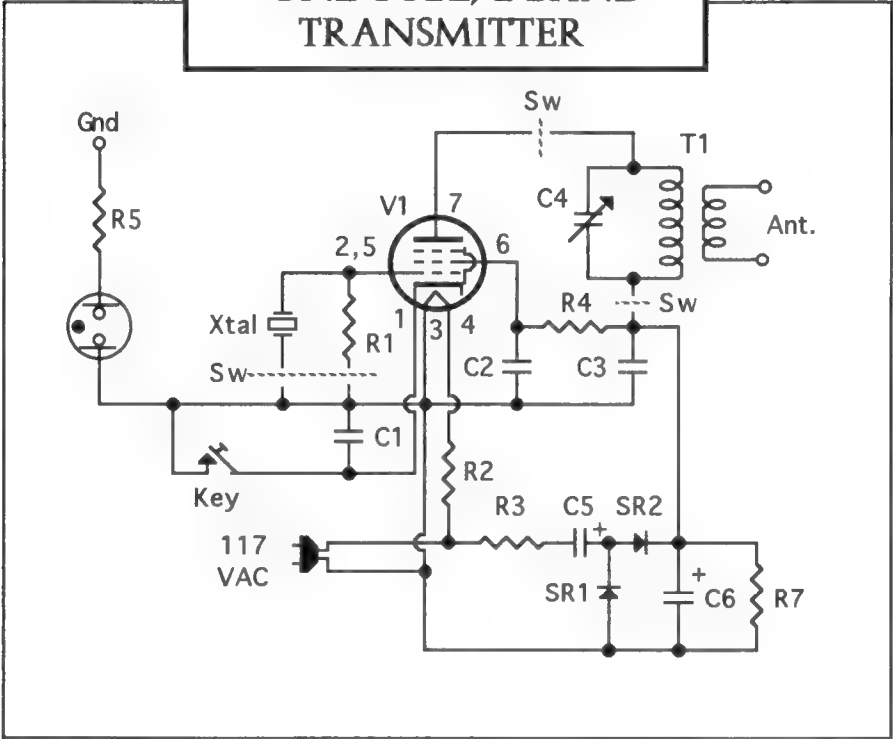 TRANSMITTER
Sw
Gnd
T1
C4
V1
7
R5
Ant.
2,5
6
R4
Sw
Xtal
1
3
4
R1
C2
C3
Sw
C1
R2
Key
R3
C5
SR2
+
117
VAC
SR1
+
C6
R7